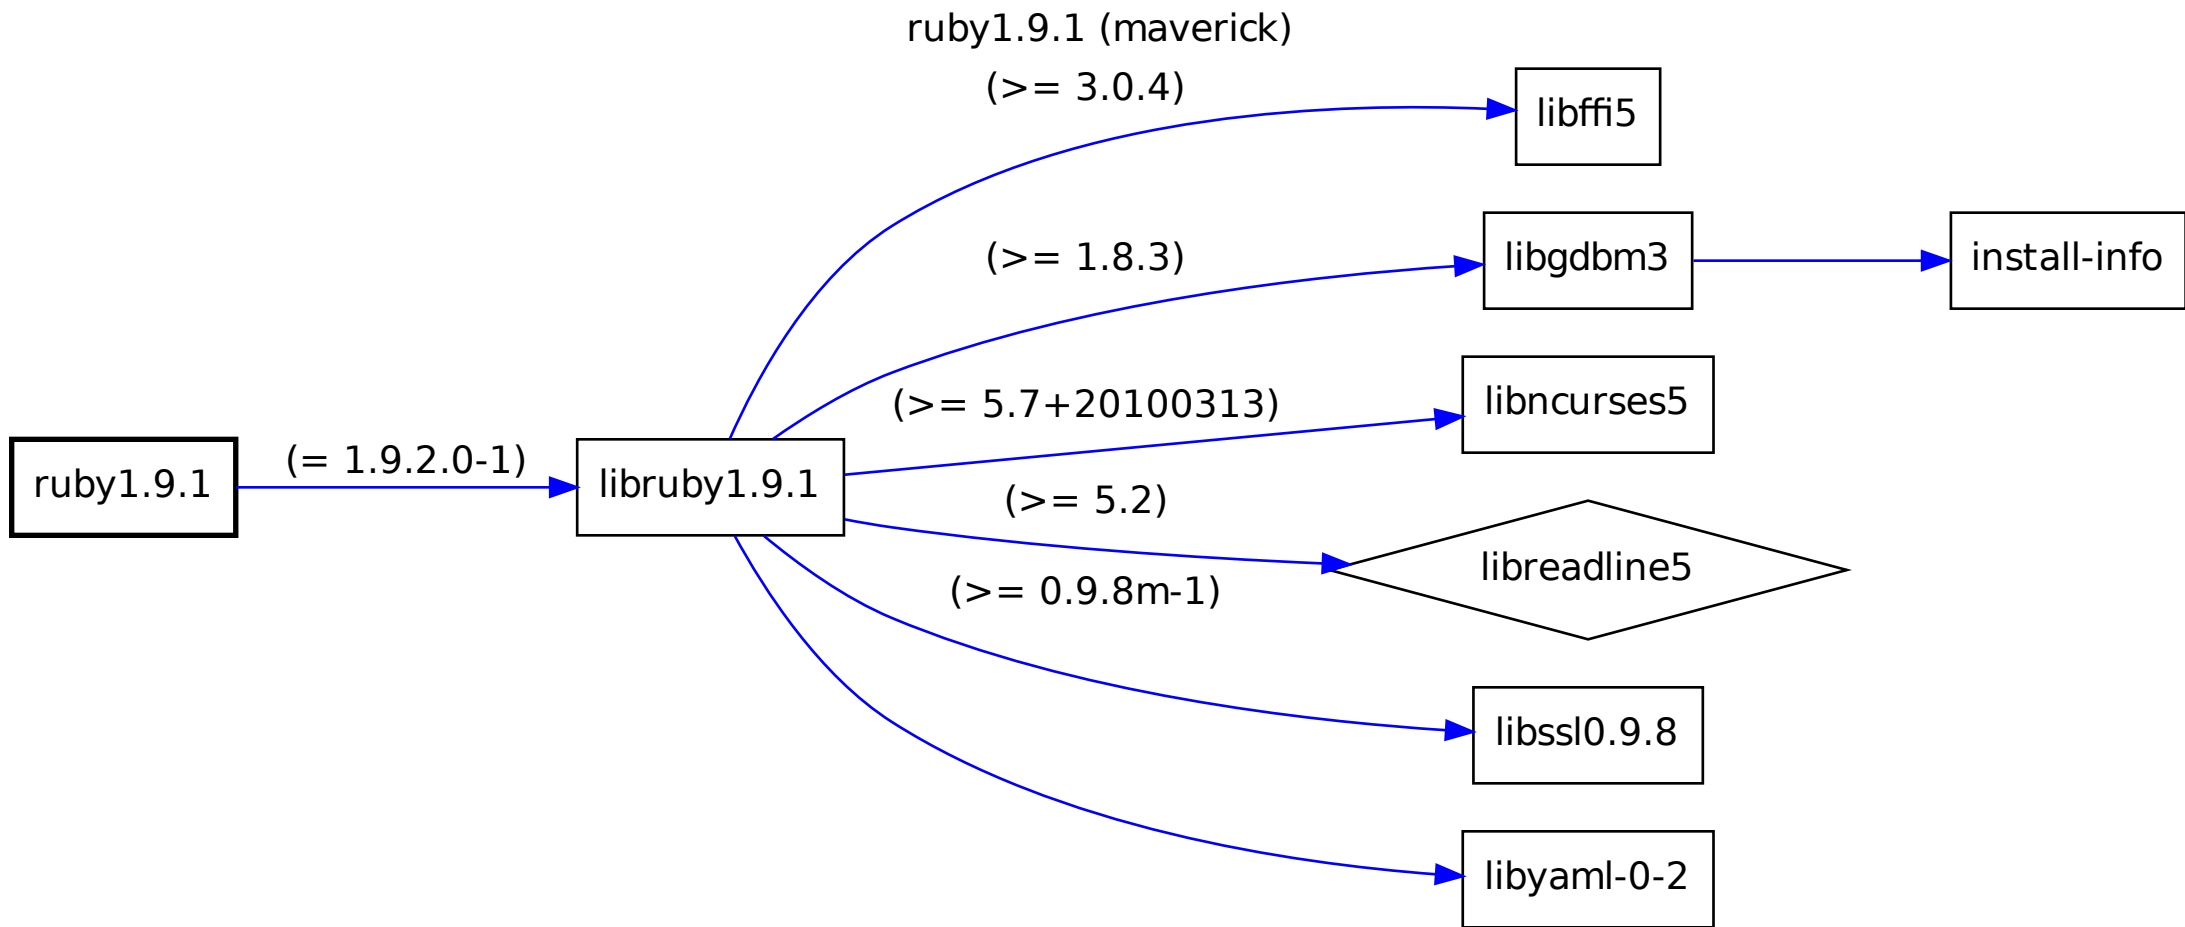 ruby1.9.1 (maverick)
(>= 3.0.4)
libffi5
(>= 1.8.3)
libgdbm3
install-info
(>= 5.7+20100313)
libncurses5
ruby1.9.1
(= 1.9.2.0-1)
libruby1.9.1
(>= 5.2)
libreadline5
(>= 0.9.8m-1)
libssl0.9.8
libyaml-0-2